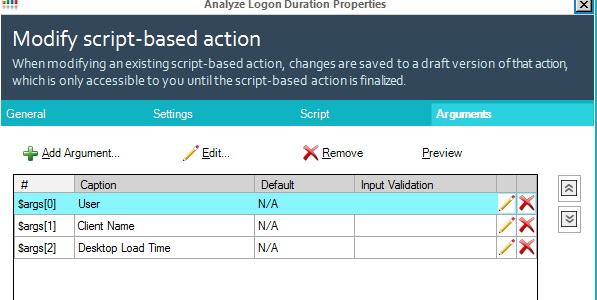 Analyze Logon Duration Properties
Modify script-based action
When modifying an existing script-based action, changes are saved to a draft version of that action,
which is only accessible to you until the script-based action is finalized.
General Settings Script Arguments
Add Argument... Edit... Remove Preview
# Caption Default Input Validation
$args[0] User N/A
$args[1] Client Name N/A
$args[2] Desktop Load Time N/A